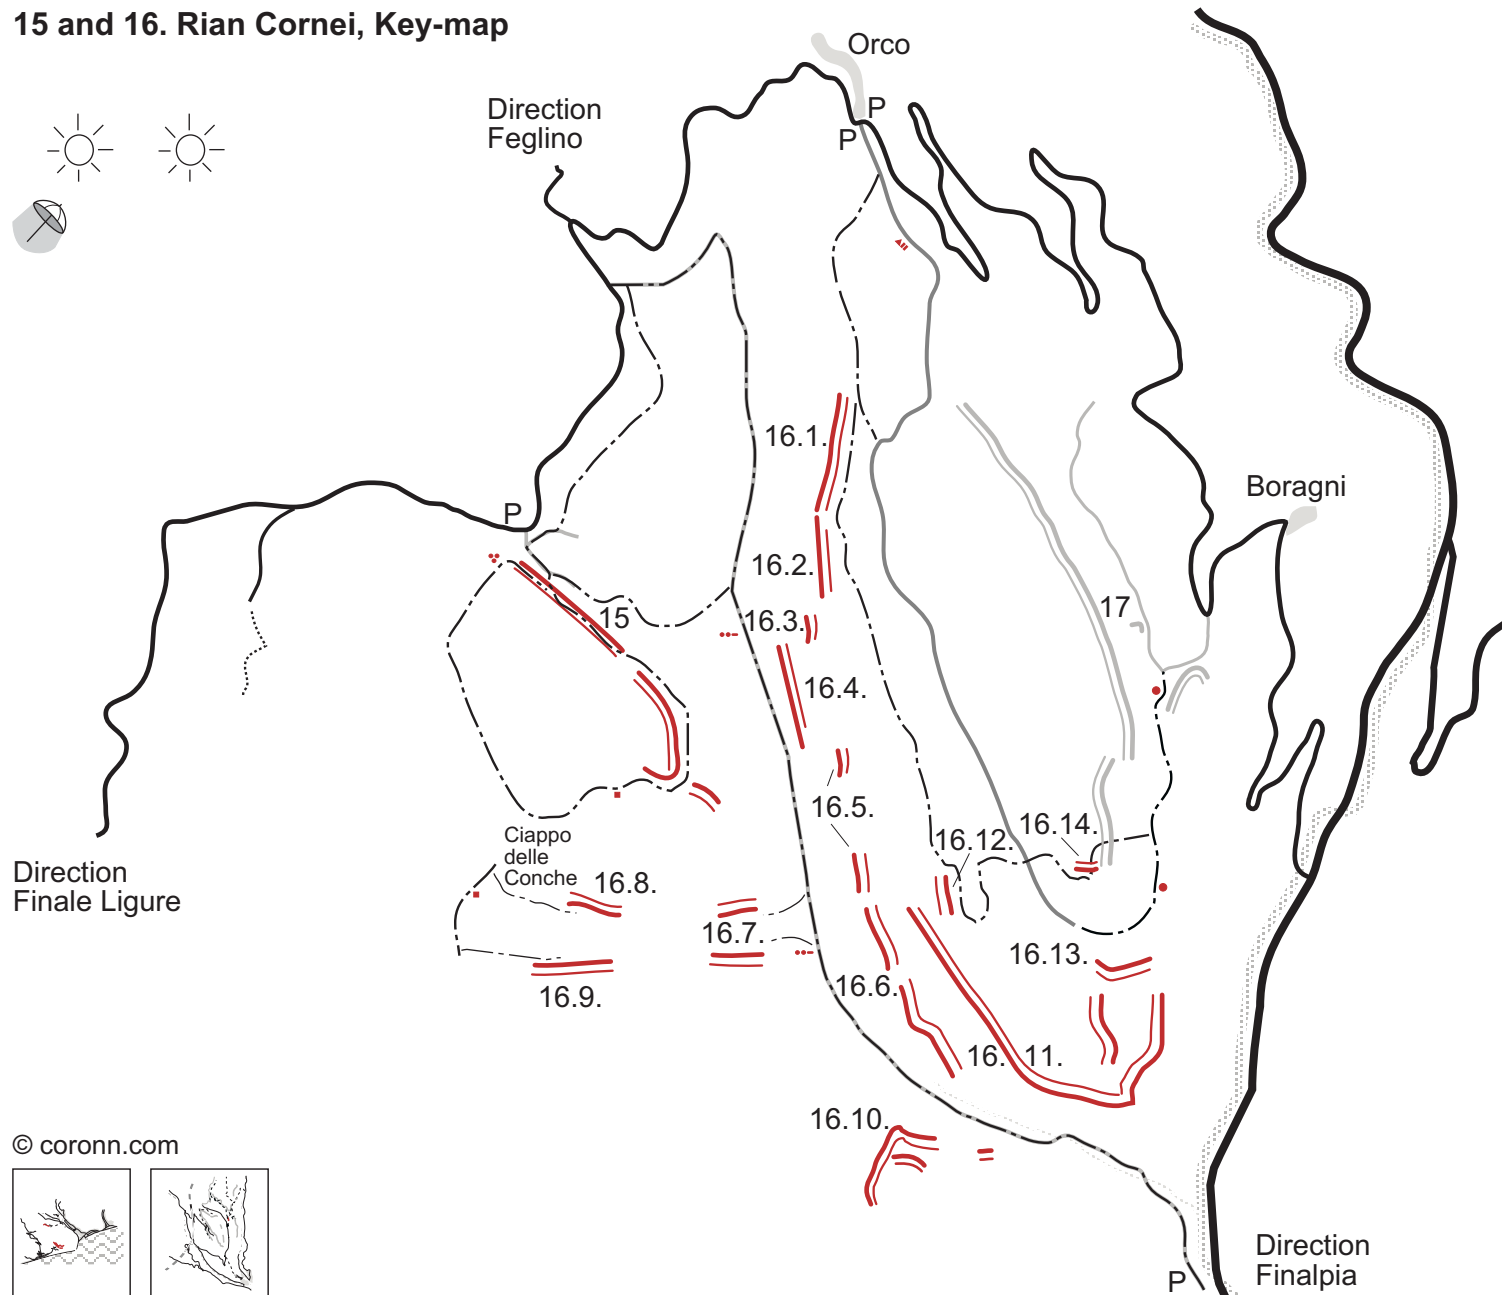 15 and 16. Rian Cornei, Key-map
Orco
Direction
Feglino
P
P
16.1.
Boragni
P
16.2.
15
16.3.
17
16.4.
16.5.
16.12.
16.14.
Ciappo
delle
Conche
Direction
Finale Ligure
16.8.
16.7.
16.13.
16.9.
16.6.
16. 11.
16.10.
© coronn.com
Direction
Finalpia
P